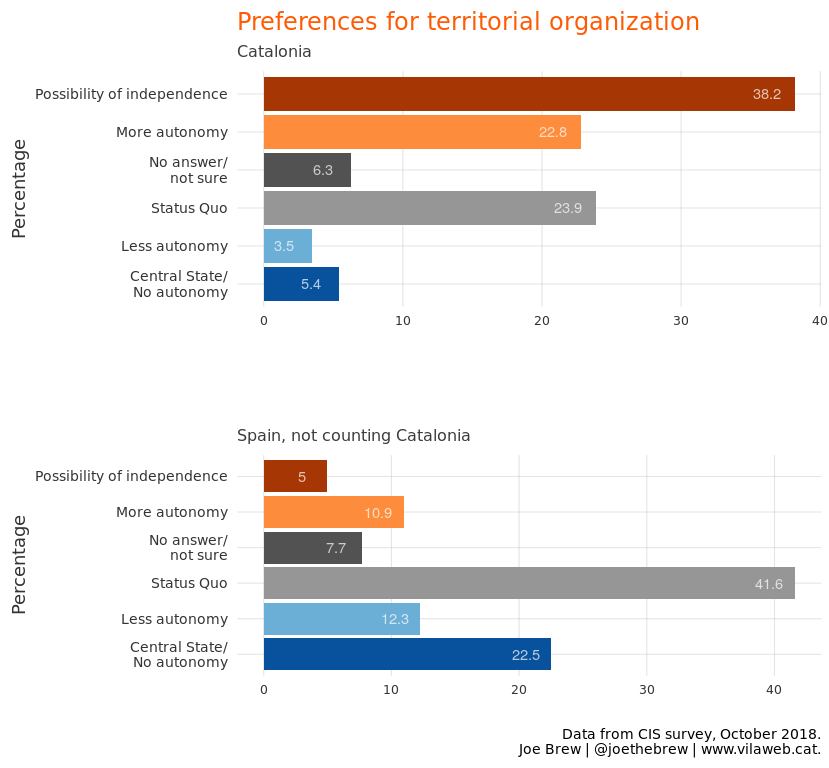 Preferences for territorial organization
Catalonia
Percentage
Possibility of independence
38.2
More autonomy
22.8
No answer/
not sure
6.3
Status Quo
23.9
Less autonomy
3.5
Central State/
No autonomy
5.4
0 10 20 30 40
Spain, not counting Catalonia
Percentage
Possibility of independence
5
More autonomy
10.9
No answer/
not sure
7.7
Status Quo
41.6
Less autonomy
12.3
Central State/
No autonomy
22.5
0 10 20 30 40
Data from CIS survey, October 2018.
Joe Brew | @joethebrew | www.vilaweb.cat.